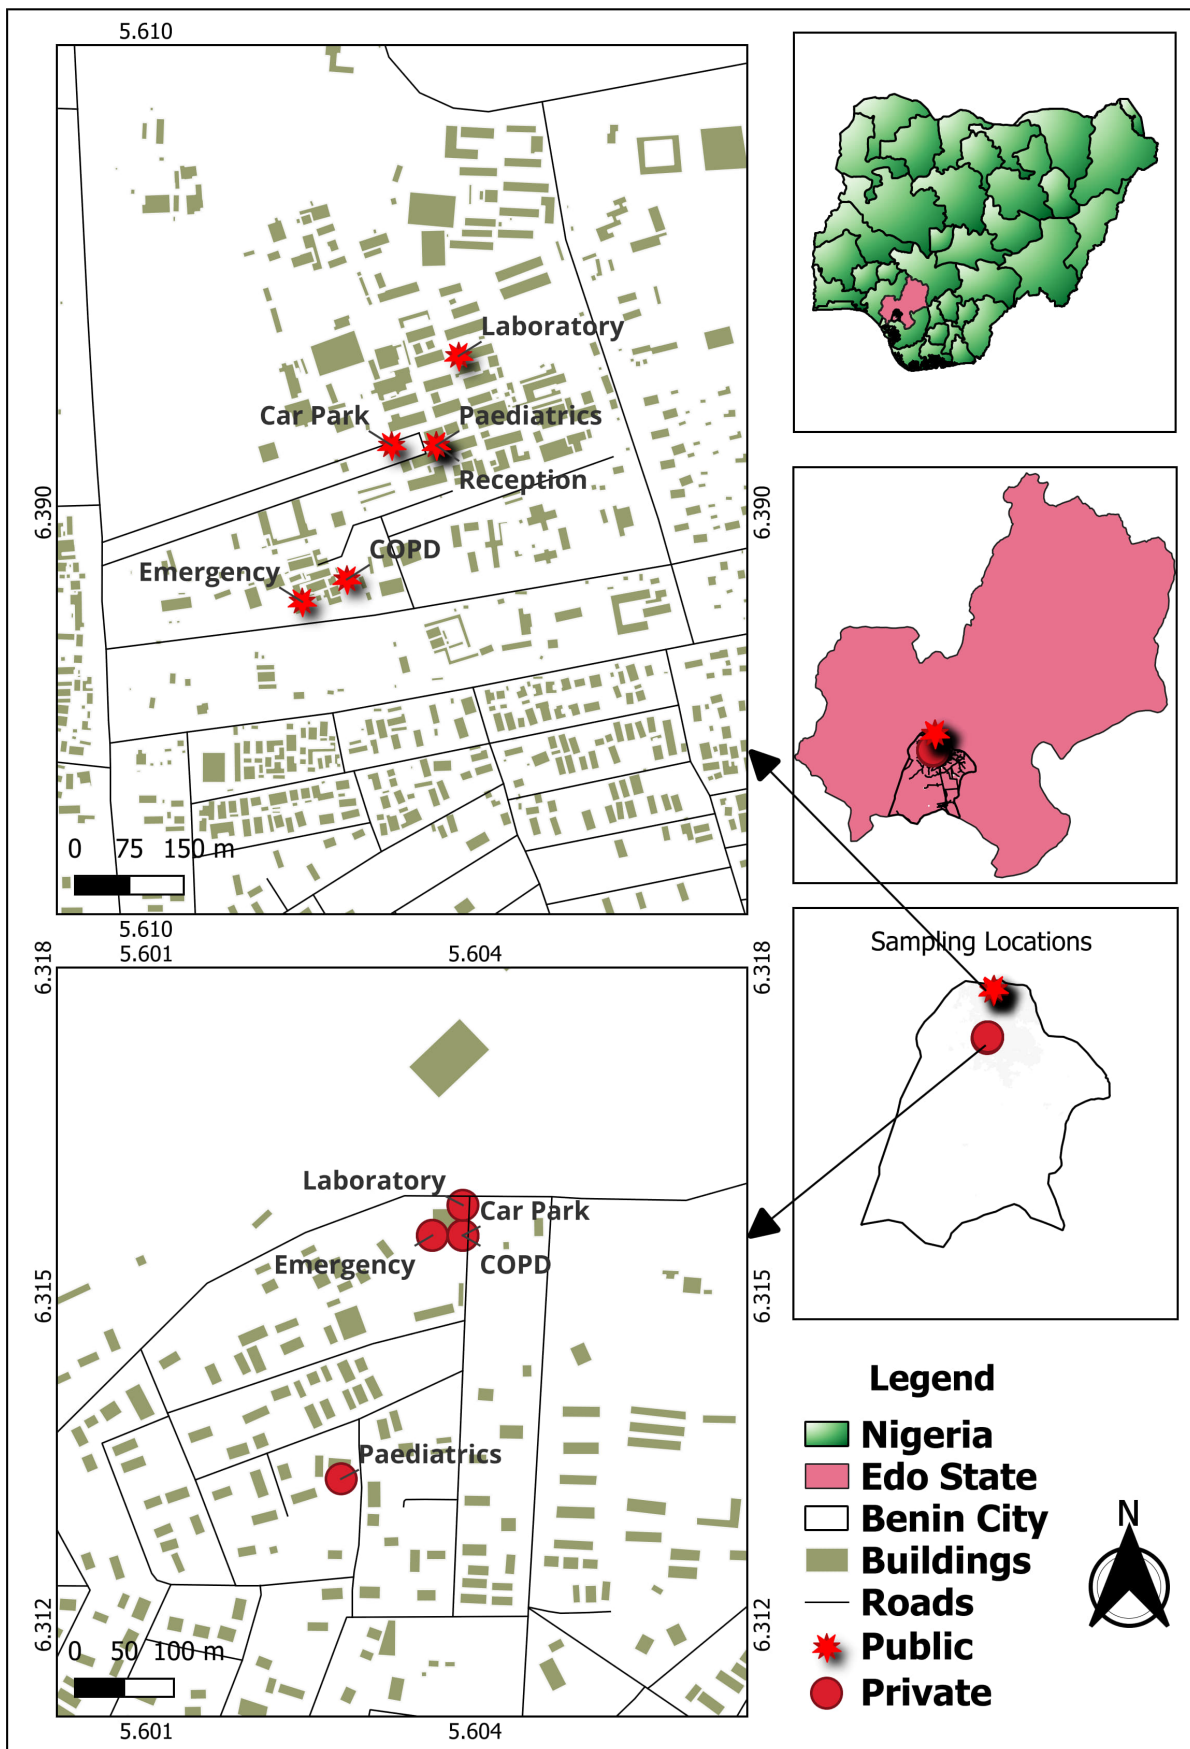 5.610
Laboratory
Car Park
Paediatrics
Reception
6.390
6.390
COPD
Emergency
0 75 150 m
5.610
5.601
5.604
6.318
6.318
Sampling Locations
Laboratory
Car Park
Emergency
COPD
6.315
6.315
Paediatrics
6.312
6.312
0 50 100 m
5.601
5.604
Legend
Nigeria
Edo State
Benin City
Buildings
Roads
Public
Private
N